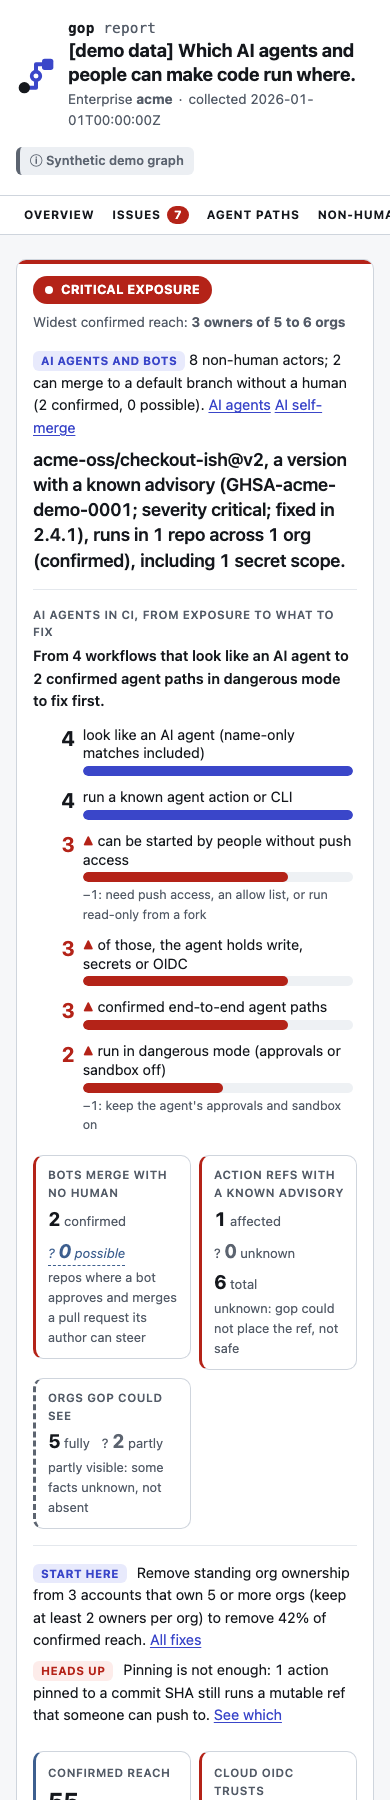 gop report
[demo data] Which AI agents and
people can make code run where.
Enterprise acme · collected 2026-01-
01T00:00:00Z
ⓘ Synthetic demo graph
OVERVIEW ISSUES 7 AGENT PATHS NON-HUMA
CRITICAL EXPOSURE
Widest confirmed reach: 3 owners of 5 to 6 orgs
AI AGENTS AND BOTS 8 non-human actors; 2
can merge to a default branch without a human
(2 confirmed, 0 possible). AI agents AI self-
merge
acme-oss/checkout-ish@v2, a version
with a known advisory (GHSA-acme-
demo-0001; severity critical; fixed in
2.4.1), runs in 1 repo across 1 org
(confirmed), including 1 secret scope.
AI AGENTS IN CI, FROM EXPOSURE TO WHAT TO
FIX
From 4 workflows that look like an AI agent to
2 confirmed agent paths in dangerous mode
to fix first.
4 look like an AI agent (name-only
matches included)
4 run a known agent action or CLI
3 ▲ can be started by people without push
access
−1: need push access, an allow list, or run
read-only from a fork
3 ▲ of those, the agent holds write,
secrets or OIDC
3 ▲ confirmed end-to-end agent paths
2 ▲ run in dangerous mode (approvals or
sandbox off)
−1: keep the agent's approvals and sandbox
on
BOTS MERGE WITH
NO HUMAN
2 confirmed
? 0 possible
repos where a bot
approves and merges
a pull request its
author can steer
ACTION REFS WITH
A KNOWN ADVISORY
1 affected
? 0 unknown
6 total
unknown: gop could
not place the ref, not
safe
ORGS GOP COULD
SEE
5 fully ? 2 partly
partly visible: some
facts unknown, not
absent
START HERE Remove standing org ownership
from 3 accounts that own 5 or more orgs (keep
at least 2 owners per org) to remove 42% of
confirmed reach. All fixes
HEADS UP Pinning is not enough: 1 action
pinned to a commit SHA still runs a mutable ref
that someone can push to. See which
CONFIRMED REACH
55
CLOUD OIDC
TRUSTS